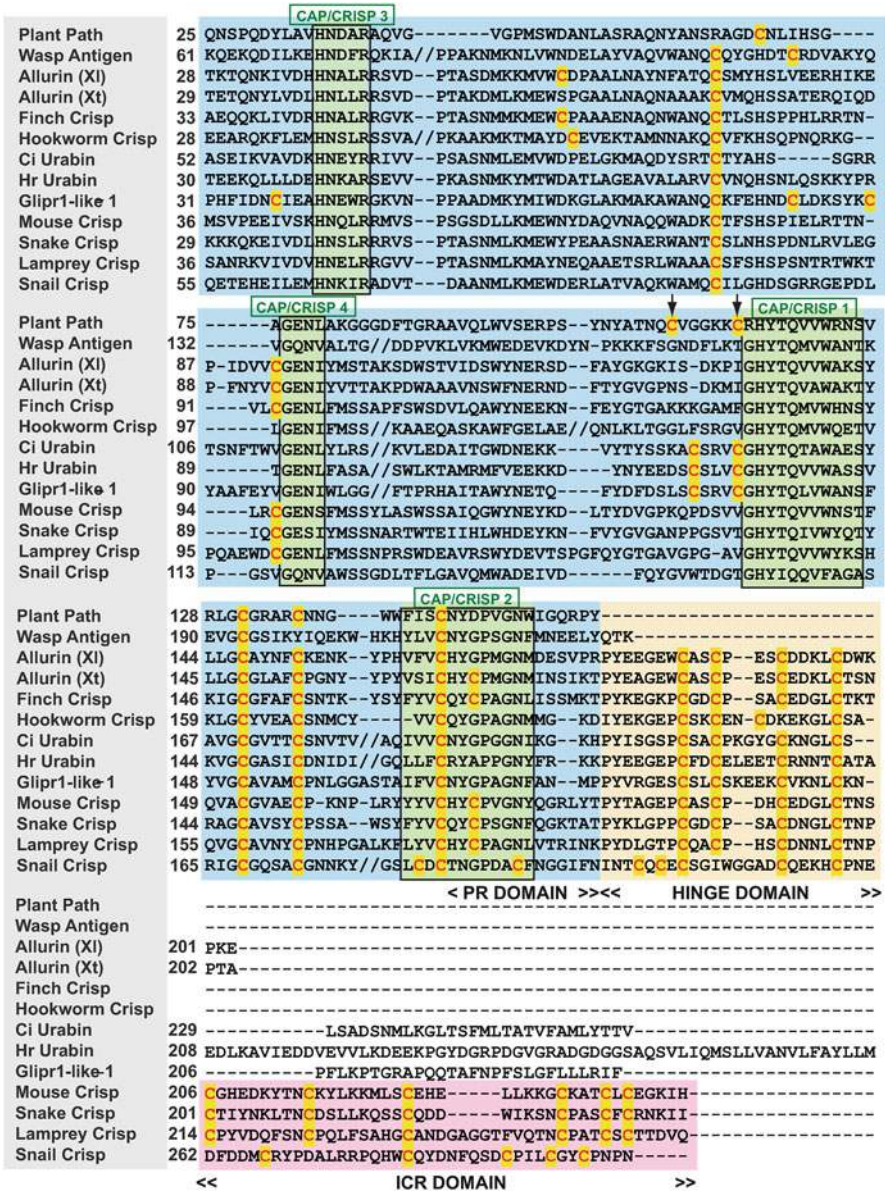 CAP/CRISP 3
Plant Path 25 QNSPQDYLAVHNDARAQVG------VGPMSWDANLASRAQNYANSRAGDCNLIHSG----
Wasp Antigen 61 KQEKQDILKEHNDFRQKIA//PPAKNMKNLVWNDELAYVAQVWANQCQYGHDTCRDVAKYQ
Allurin (Xl) 28 TKTQNKIVDHHNALRRSVD--PTASDMKKMVWCDPAALNAYNFATQCSMYHSLVEERHIKE
Allurin (Xt) 29 TETQNYLVDLHNLLRRSVD--PTAKDMLKMEWSPGAALNAQNAAAKCVMQHSSATERQIQD
Finch Crisp 33 AEQQKLIVDRHNALRRGVK--PTASNMMKMEWCPAAAENAQNWANQCTLSHSPPHLRRTN-
Hookworm Crisp 28 EEARQKFLEMHNSLRSSVA//PKAAKMKTMAYDCEVEKTAMNNAKQCVFKHSQPNQRKG--
Ci Urabin 52 ASEIKVAVDKHNEYRRIVV--PSASNMLEMVWDPELGKMAQDYSRTCTYAHS-----SGRR
Hr Urabin 30 TEEKQLLLDEHNKARSEVR--PVASNMKYMTWDATLAGEAVALARVCVNQHSNLQSKKYPR
Glipr1-like 1 31 PHFIDNCIEAHNEWRGKVN--PPAADMKYMIWDKGLAKMAKAWANQCKFEHNDCLDKSYKC
Mouse Crisp 36 MSVPEEIVSKHNQLRRMVS--PSGSDLLKMEWNYDAQVNAQQWADKCTFSHSPIELRTTN-
Snake Crisp 29 KKKQKEIVDLHNSLRRRVS--PTASNMLKMEWYPEAASNAERWANTCSLNHSPDNLRVLEG
Lamprey Crisp 36 SANRKVIVDVHNELRRGVV--PTASNMLKMAYNEQAAETSRLWAAACSFSHSPSNTRTWKT
Snail Crisp 55 QETEHEILEMHNKIRADVT--DAANMLKMEWDERLATVAQKWAMQCILGHDSGRRGEPDL
CAP/CRISP 4 CAP/CRISP 1
Plant Path 75 ------AGENLAKGGGDFTGRAAVQLWVSERPS--YNYATNQCVGGKKCRHYTQVVWRNSV
Wasp Antigen 132 ------VGQNVALTG//DDPVKLVKMWEDEVKDYN-PKKKFSGNDFLKTGHYTQMVWANTK
Allurin (Xl) 87 P-IDVVCGENIYMSTAKSDWSTVIDSWYNERSD--FAYGKGKIS-DKPIGHYTQVAWAKSY
Allurin (Xt) 88 P-FNYVCGENIYVTTAKPDWAAAVNSWFNERND--FTYGVGPNS-DKMIGHYTQVAWAKTY
Finch Crisp 91 ----VLCGENLFMSSAPFSWSDVLQAWYNEEKN--FEYGTGAKKKGAMFGHYTQMVWHNSY
Hookworm Crisp 97 ------LGENIFMSS//KAAEQASKAWFGELAE//QNLKLTGGLFSRGVGHYTQMVWQETV
Ci Urabin 106 TSNFTWVGENLYLRS//KVLEDAITGWDNEKK----VYTYSSKACSRVCGHYTQTAWAESY
Hr Urabin 89 ------TGENLFASA//SWLKTAMRMFVEEKKD----YNYEEDSCSLVCGHYTQVVWASSV
Glipr1-like 1 90 YAAFEYVGENIWLGG//FTPRHAITAWYNETQ----FYDFDSLSCSRVCGHYTQLVWANSF
Mouse Crisp 94 ----LRCGENSFMSSYLASWSSAIQGWYNEYKD--LTYDVGPKQPDSVVGHYTQVVWNSTF
Snake Crisp 89 ----IQCGESIYMSSNARTWTEIIHLWHDEYKN--FVYGVGANPPGSVTGHYTQIVWYQTY
Lamprey Crisp 95 PQAEWDCGENLFMSSNPRSWDEAVRSWYDEVTSPGFQYGTGAVGPG-AVGHYTQVVWYKSH
Snail Crisp 113 P---GSVGQNVAWSSGDLTFLGAVQMWADEIVD-----FQYGVWTDGTGHYIQQVFAGAS
CAP/CRISP 2
Plant Path 128 RLGCGRARCNNG---WWFISCNYDPVGNWIGQRPY-------------------------
Wasp Antigen 190 EVGCGSIKYIQEKW-HKHYLVCNYGPSGNFMNEELYQTK----------------------
Allurin (Xl) 144 LLGCAYNFCKENK--YPHVFVCHYGPMGNMDESVIRPYEEGEWCASCP--ESCDDKLCDWK
Allurin (Xt) 145 LLGCGLAFCPGNY--YPYVSICHYCPMGNMINSIKTPYEAGEWCASCP--ESCEDKLCTSN
Finch Crisp 146 KIGCGFAFCSNTK--YSYFYVCQYCPAGNLISSMKTPYKEGKPCGDCP--SACEDGLCTKT
Hookworm Crisp 159 KLGCYVEACSNMCY-----VVCQYGPAGNMMG--KDIYEKGEPCSKCEN-CDKEKGLCSA-
Ci Urabin 167 AVGCGVTTCSNVTV//AQIVVCNYGPGGNIKG--KHPYISGSPCSACPKGYGCKNGLCS--
Hr Urabin 144 KVGCGASICDNIDI//GQLLFCRYAPPGNYFR--KKPYEEGEPCFDCELEETCRNNTCATA
Glipr1-like 1 148 YVGCAVAMCPNLGGASTAIFVCNYGPAGNFAN--MPPYVRGESCSLCSKEEKCVKNLCKN-
Mouse Crisp 149 QVACGVAECP-KNP-LRYYYVCHYCPVGNYQGRLYTPYTAGEPCASCP--DHCEDGLCTNS
Snake Crisp 144 RAGCAVSYCPSSA--WSYFYVCQYCPSGNFQGKTATPYKLGPPCGDCP--SACDNGLCTNP
Lamprey Crisp 155 QVGCAVNYCPNHPGALKFLYVCHYCPAGNLVTRINKPYDLGTPCQACP--HSCDNNLCTNP
Snail Crisp 165 RIGCGQSACGNNKY//GSLCDCTNGPDACFNGGIFNINTCQCECSGIWGGADCQEKHCPNE
< PR DOMAIN >><< HINGE DOMAIN >>
Plant Path -------------------------------------------------------------
Wasp Antigen -------------------------------------------------------------
Allurin (Xl) 201 PKE----------------------------------------------------------
Allurin (Xt) 202 PTA----------------------------------------------------------
Finch Crisp -------------------------------------------------------------
Hookworm Crisp -------------------------------------------------------------
Ci Urabin 229 -----------LSADSNMLKGLTSFMLTATVFAMLYTTV----------------------
Hr Urabin 208 EDLKAVIEDDVEVVLKDEEKPGYDGRPDGVGRADGDGGSAQSVLIQMSLLVANVLFAYLLM
Glipr1-like-1 206 ----------PFLKPTGRAPQQTAFNPFSLGFLLLRIF-----------------------
Mouse Crisp 206 CGHEDKYTNCKYLKKMLSCEHE-----LLKKGCKATCLCEGKIH-----------------
Snake Crisp 201 CTIYNKLTNCDSLLKQSSCQDD-----WIKSNCPASCFCRNKII-----------------
Lamprey Crisp 214 CPYVDQFSNCPQLFSAHGCANDGAGGTFVQTNCPATCSCTTDVQ-----------------
Snail Crisp 262 DFDDMCRYPDALRRPQHWCQYDNFQSDCPILCGYCPNPN----------------------
<< ICR DOMAIN >>